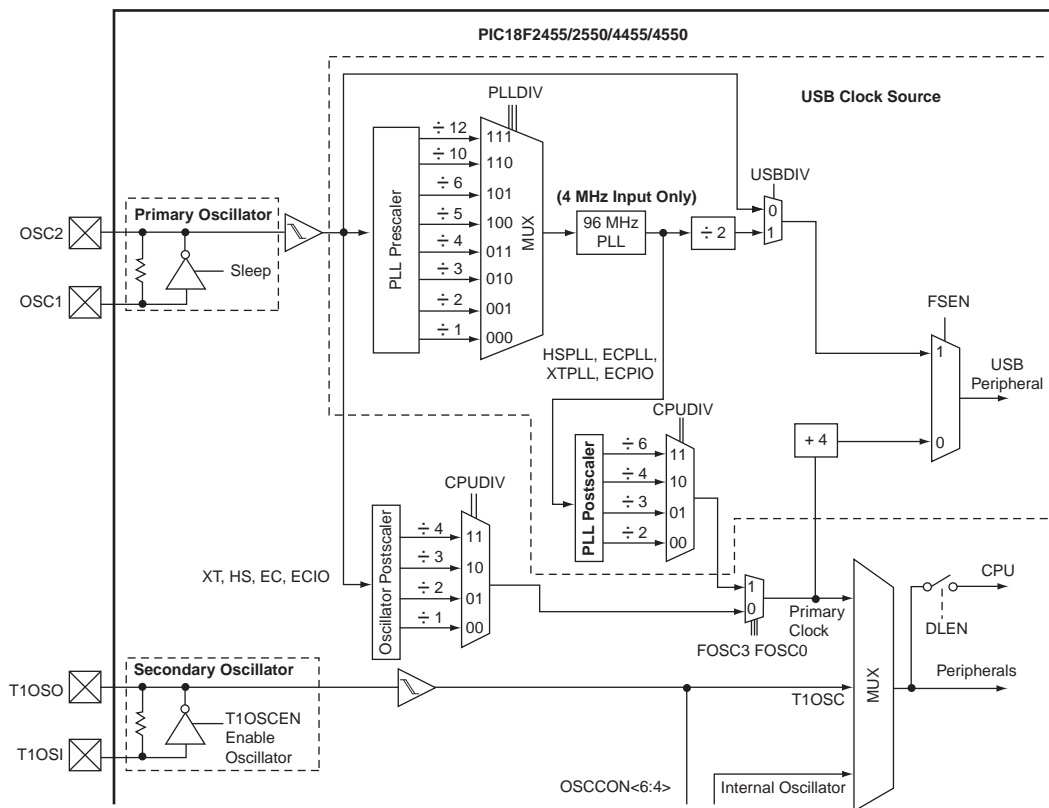 PIC18F2455/2550/4455/4550
USB Clock Source
PLLDIV
PLL Prescaler
÷ 12
÷ 10
÷ 6
÷ 5
÷ 4
÷ 3
÷ 2
÷ 1
111
110
101
100
011
010
001
000
MUX
(4 MHz Input Only)
96 MHz
PLL
÷ 2
USBDIV
0
1
OSC2
OSC1
Primary Oscillator
Sleep
FSEN
1
0
USB
Peripheral
HSPLL, ECPLL,
XTPLL, ECPIO
CPUDIV
PLL Postscaler
÷ 6
÷ 4
÷ 3
÷ 2
11
10
01
00
+ 4
CPUDIV
XT, HS, EC, ECIO
Oscillator Postscaler
÷ 4
÷ 3
÷ 2
÷ 1
11
10
01
00
1
0
Primary
Clock
FOSC3 FOSC0
MUX
CPU
DLEN
Peripherals
T1OSO
T1OSI
Secondary Oscillator
T1OSCEN
Enable
Oscillator
T1OSC
OSCCON<6:4>
Internal Oscillator